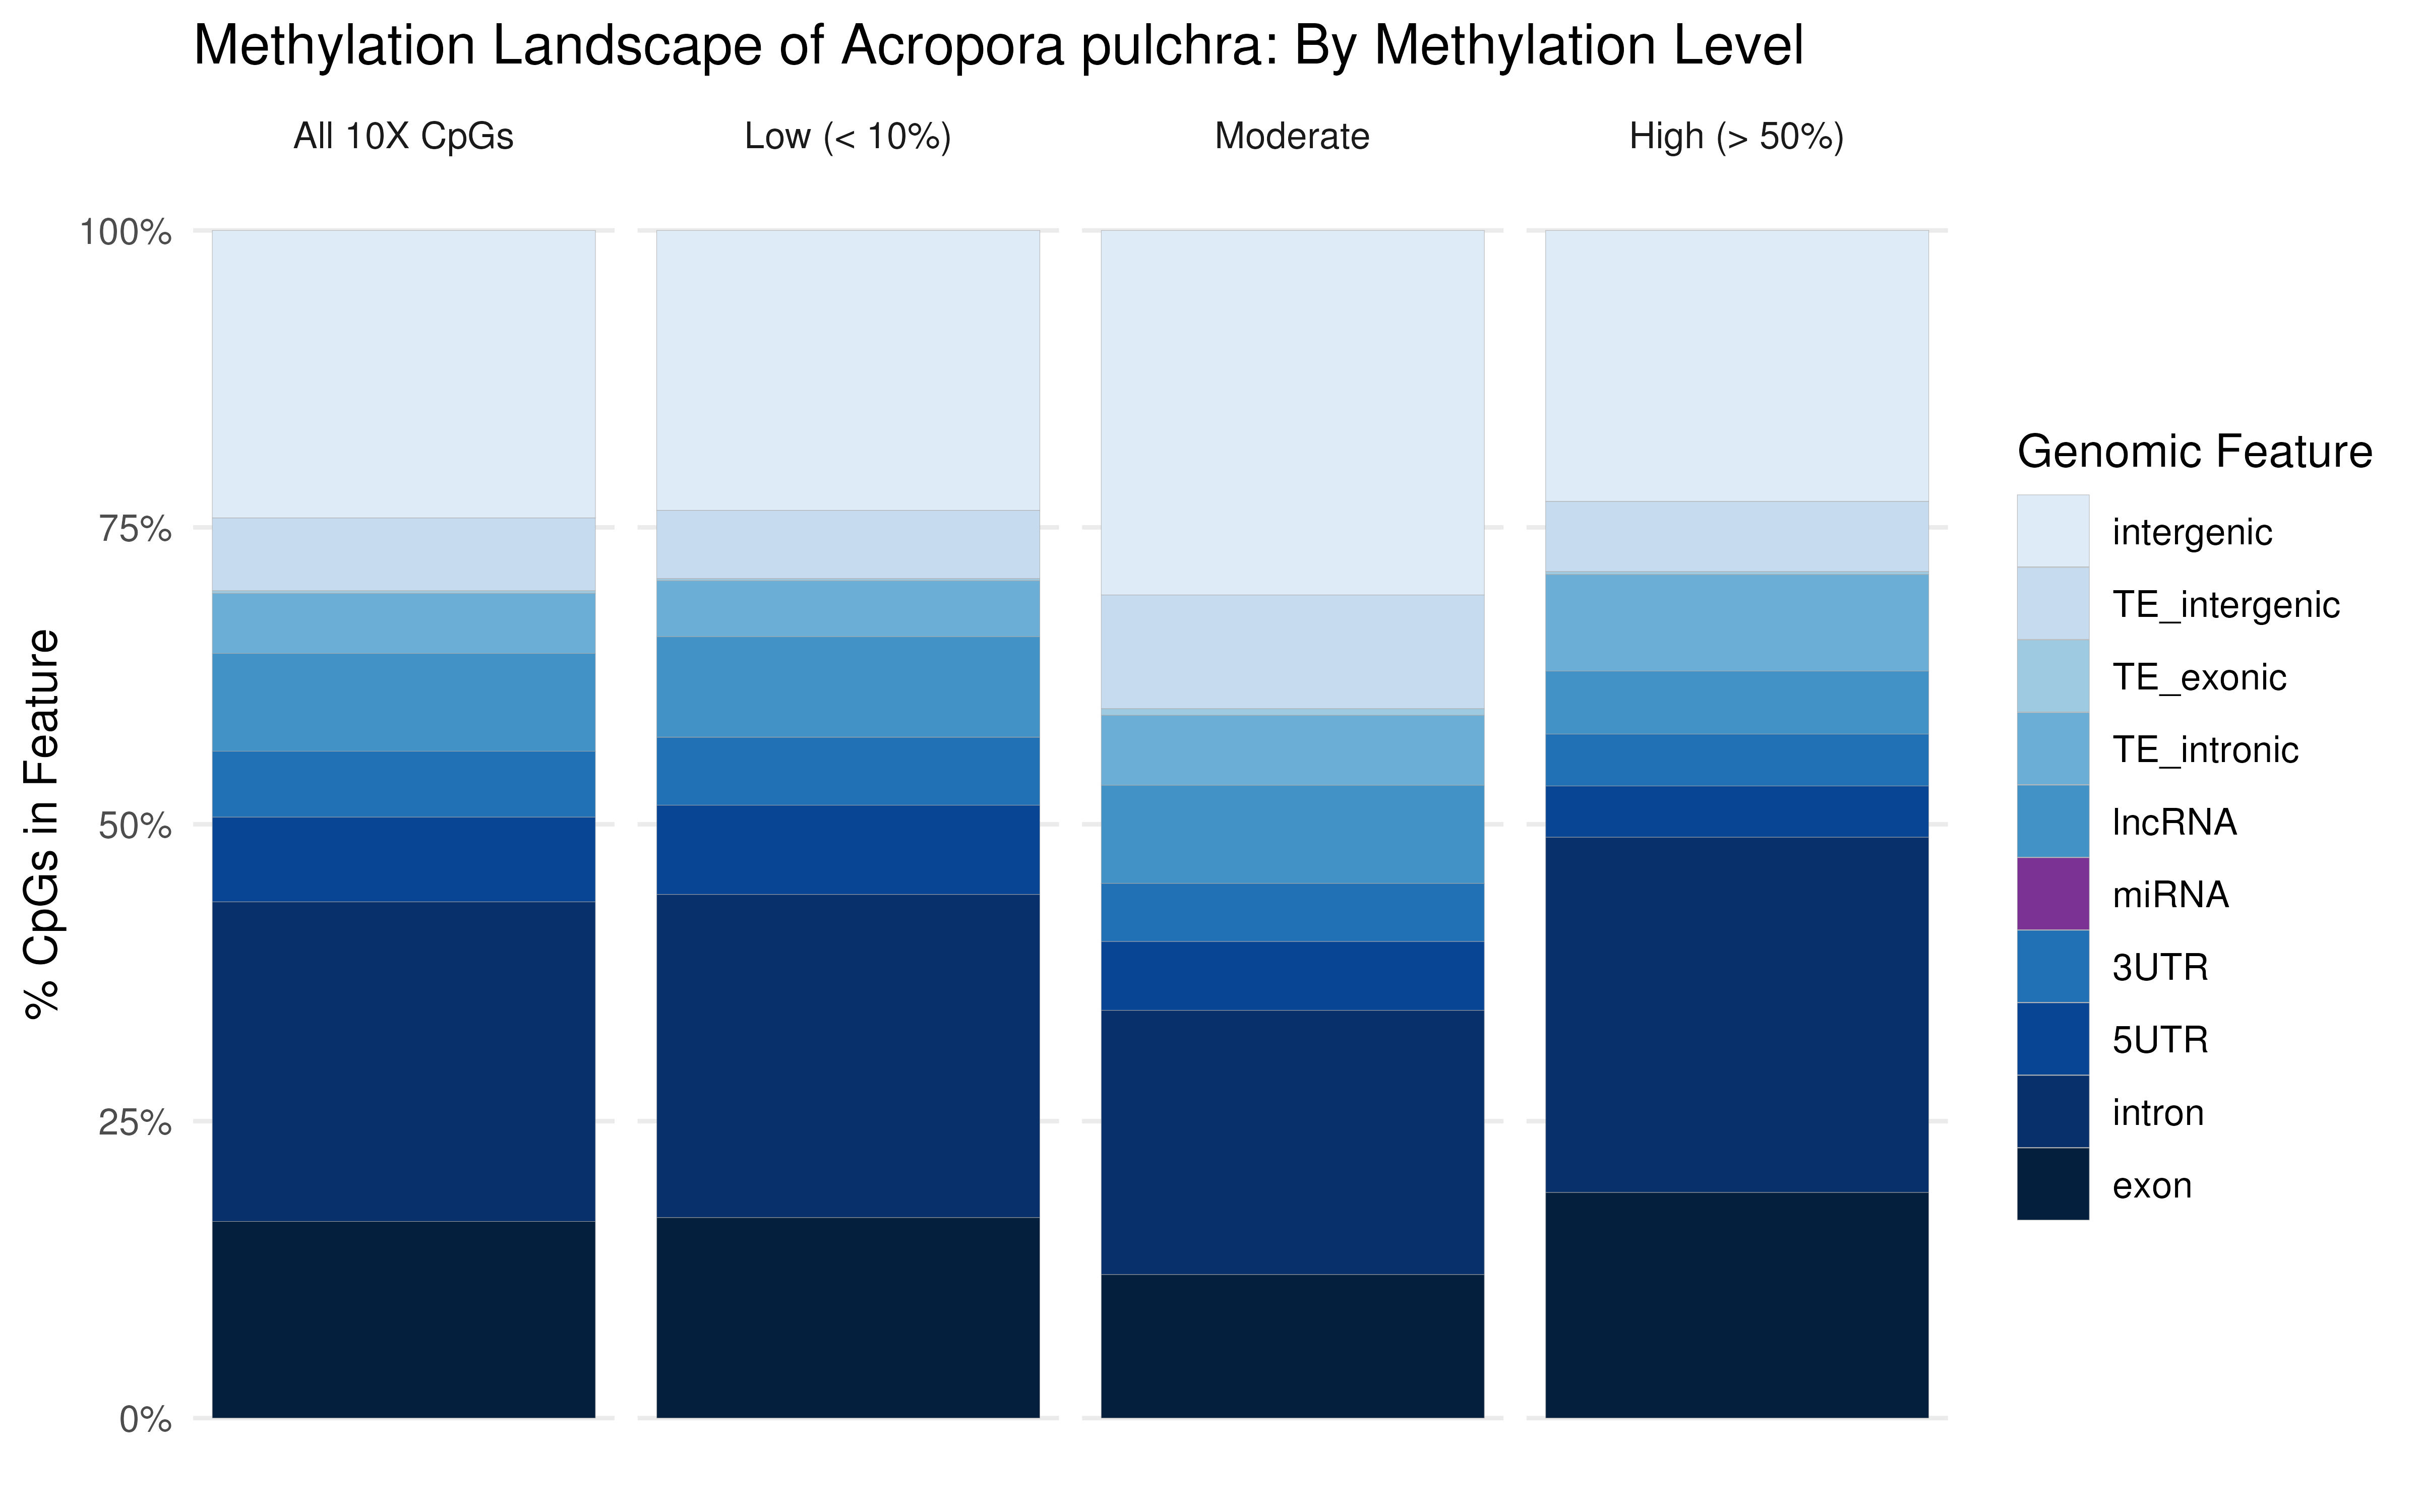 Methylation Landscape of Acropora pulchra: By Methylation Level
All 10X CpGs
Low (< 10%)
Moderate
High (> 50%)
100%
75%
50%
25%
0%
% CpGs in Feature
Genomic Feature
intergenic
TE_intergenic
TE_exonic
TE_intronic
lncRNA
miRNA
3UTR
5UTR
intron
exon